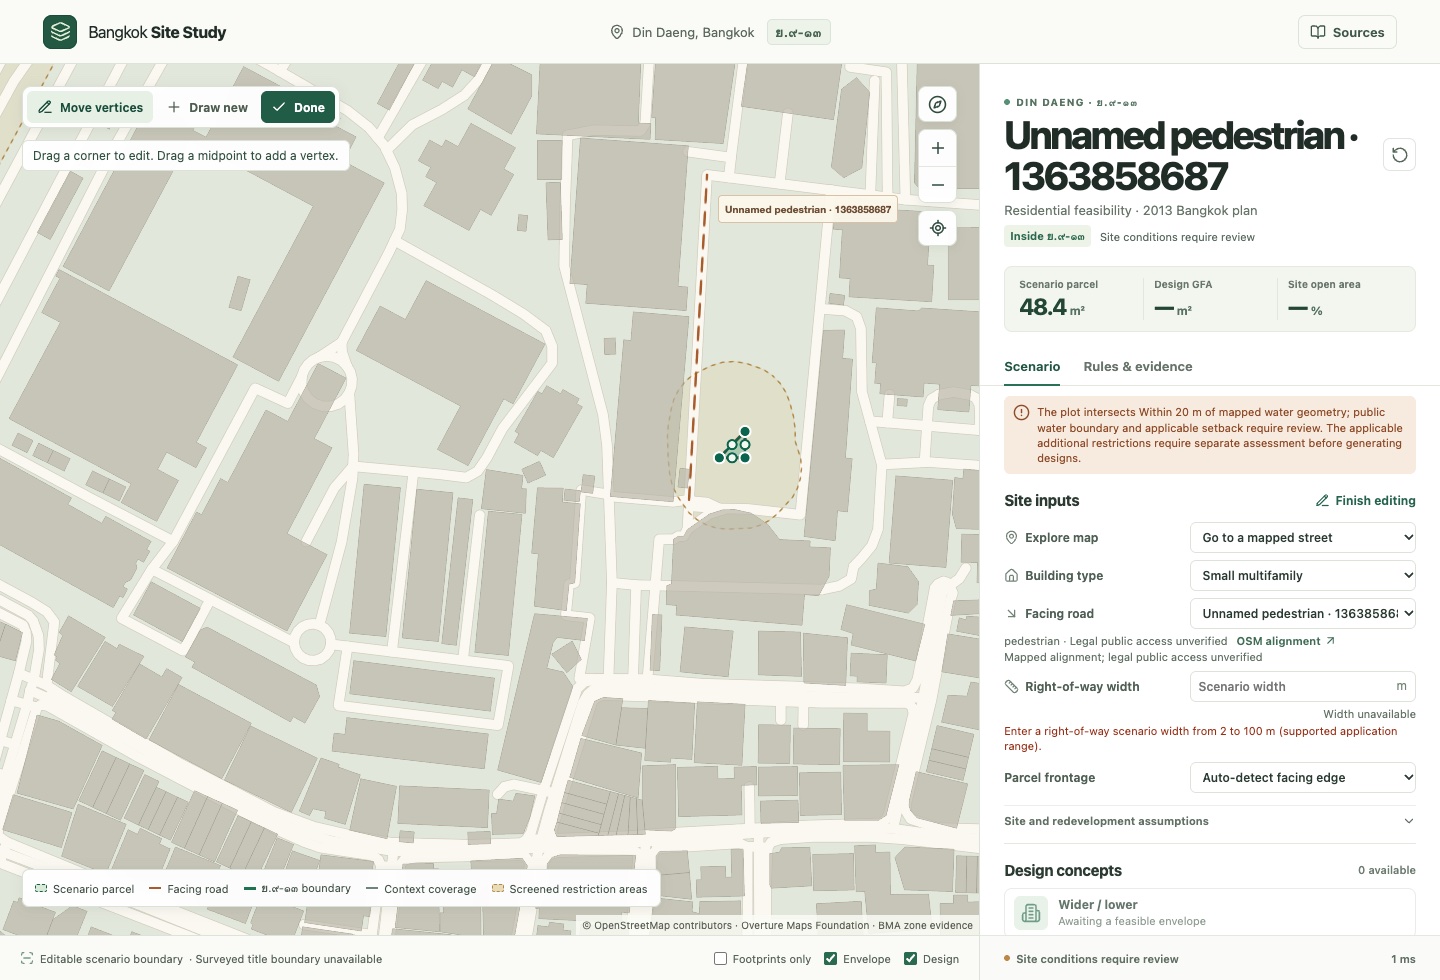 Bangkok Site Study
Din Daeng, Bangkok
ย.๙-๑๓
Sources
Move vertices
Draw new
Done
Drag a corner to edit. Drag a midpoint to add a vertex.
Unnamed pedestrian · 1363858687
Scenario parcel
Facing road
ย.๙-๑๓ boundary
Context coverage
Screened restriction areas
© OpenStreetMap contributors · Overture Maps Foundation · BMA zone evidence
Editable scenario boundary · Surveyed title boundary unavailable
Footprints only
Envelope
Design
DIN DAENG · ย.๙-๑๓
Unnamed pedestrian ·
1363858687
Residential feasibility · 2013 Bangkok plan
Inside ย.๙-๑๓
Site conditions require review
Scenario parcel
48.4 m²
Design GFA
— m²
Site open area
— %
Scenario
Rules & evidence
The plot intersects Within 20 m of mapped water geometry; public
water boundary and applicable setback require review. The applicable
additional restrictions require separate assessment before generating
designs.
Site inputs
Finish editing
Explore map
Go to a mapped street
Building type
Small multifamily
Facing road
Unnamed pedestrian · 13638586
pedestrian · Legal public access unverified OSM alignment
Mapped alignment; legal public access unverified
Right-of-way width
Scenario width
m
Width unavailable
Enter a right-of-way scenario width from 2 to 100 m (supported application
range).
Parcel frontage
Auto-detect facing edge
Site and redevelopment assumptions
Design concepts
0 available
Wider / lower
Awaiting a feasible envelope
Site conditions require review
1 ms